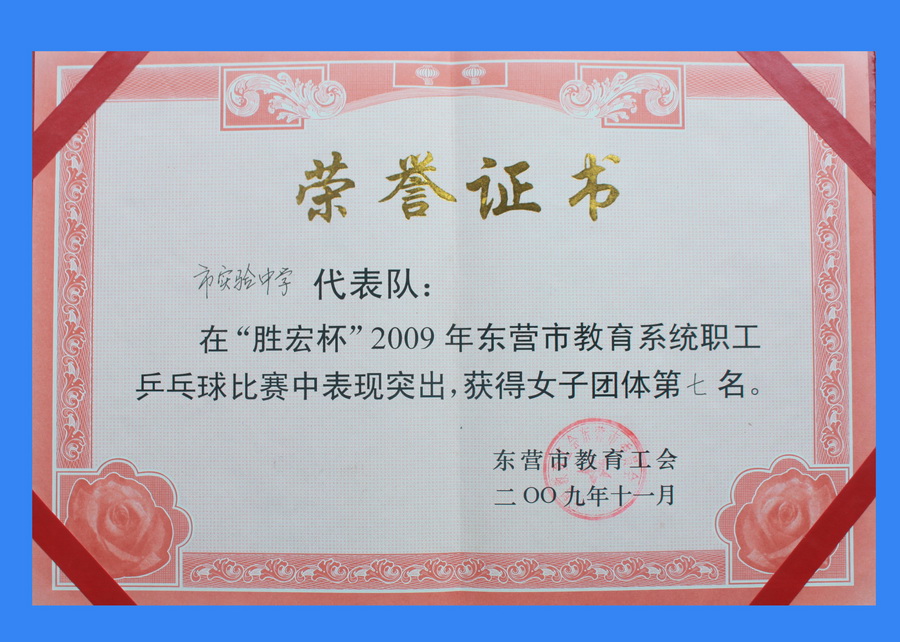 荣誉证书
市实验中学 代表队：
在“胜宏杯”2009年东营市教育系统职工
乒乓球比赛中表现突出，获得女子团体第七名。
东营市教育工会
二〇〇九年十一月